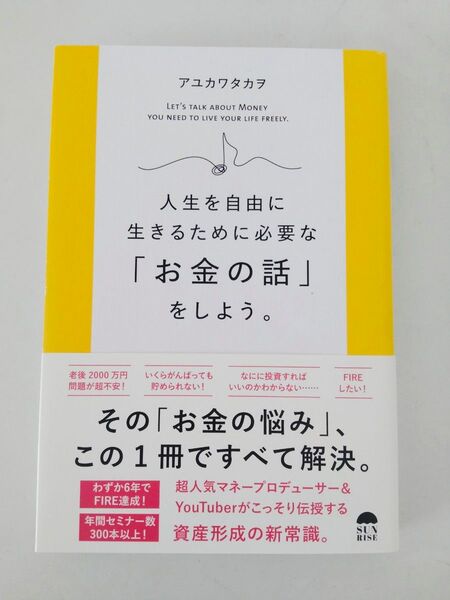 アユカワタカヲ
LET'S TALK ABOUT MONEY
YOU NEED TO LIVE YOUR LIFE FREELY.
人生を自由に
生きるために必要な
「お金の話」
をしよう。
老後2000万円
問題が超不安!
いくらがんばっても
貯められない!
なにに投資すれば
いいのかわからない……
FIRE
したい!
その「お金の悩み」、
この1冊ですべて解決。
わずか6年で
FIRE達成!
年間セミナー数
300本以上!
超人気マネープロデューサー&
YouTuberがこっそり伝授する
資産形成の新常識。
SUN
RISE